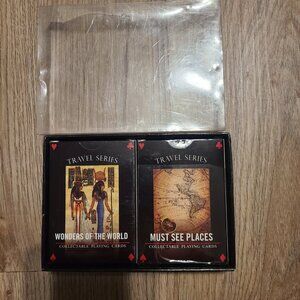 TRAVEL SERIES
WONDERS OF THE WORLD
COLLECTABLE PLAYING CARDS
TRAVEL SERIES
MUST SEE PLACES
COLLECTABLE PLAYING CARDS